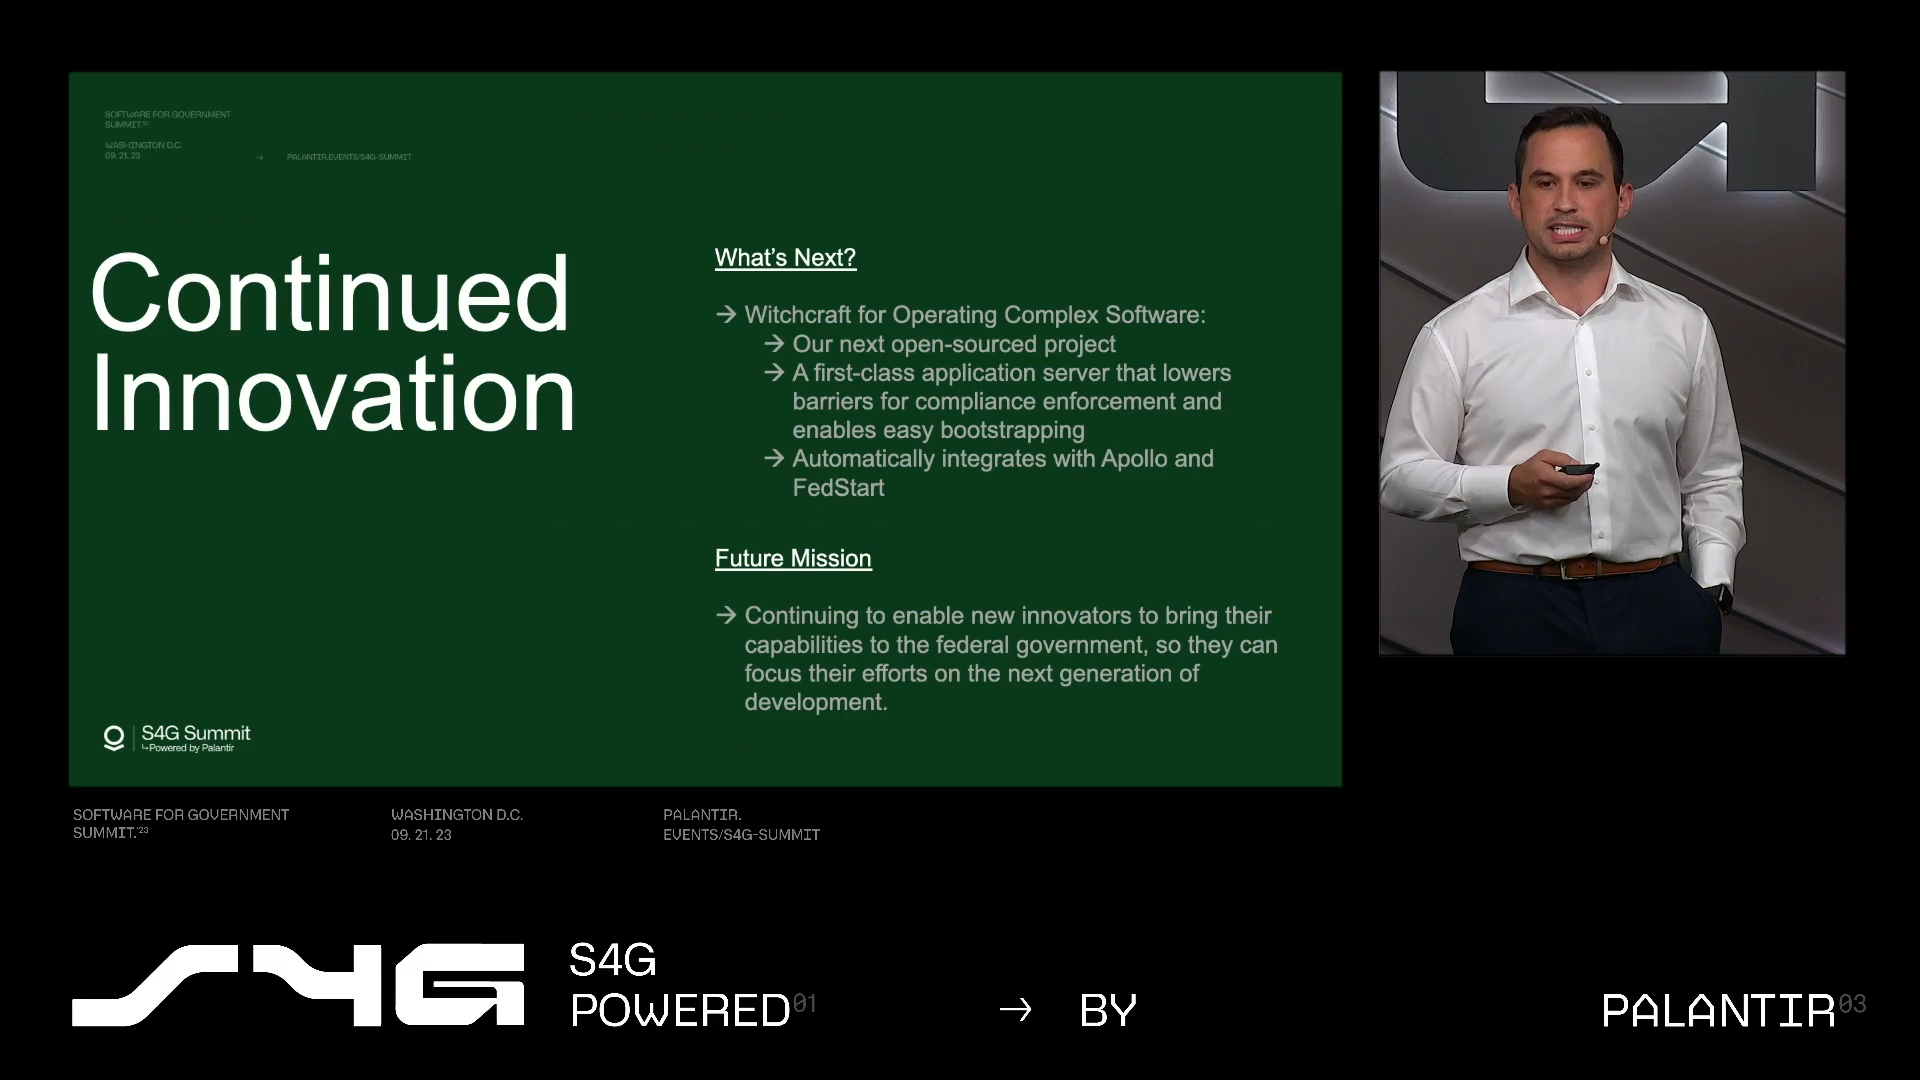 SOFTWARE FOR GOVERNMENT
SUMMIT.'23
WASHINGTON D.C.
09. 21. 23
→ PALANTIR.EVENTS/S4G-SUMMIT
Continued
Innovation
What's Next?
→ Witchcraft for Operating Complex Software:
→ Our next open-sourced project
→ A first-class application server that lowers
barriers for compliance enforcement and
enables easy bootstrapping
→ Automatically integrates with Apollo and
FedStart
Future Mission
→ Continuing to enable new innovators to bring their
capabilities to the federal government, so they can
focus their efforts on the next generation of
development.
S4G Summit
↳Powered by Palantir
SOFTWARE FOR GOVERNMENT
SUMMIT.'23
WASHINGTON D.C.
09. 21. 23
PALANTIR.
EVENTS/S4G-SUMMIT
S4G
S4G
POWERED01 → BY PALANTIR03